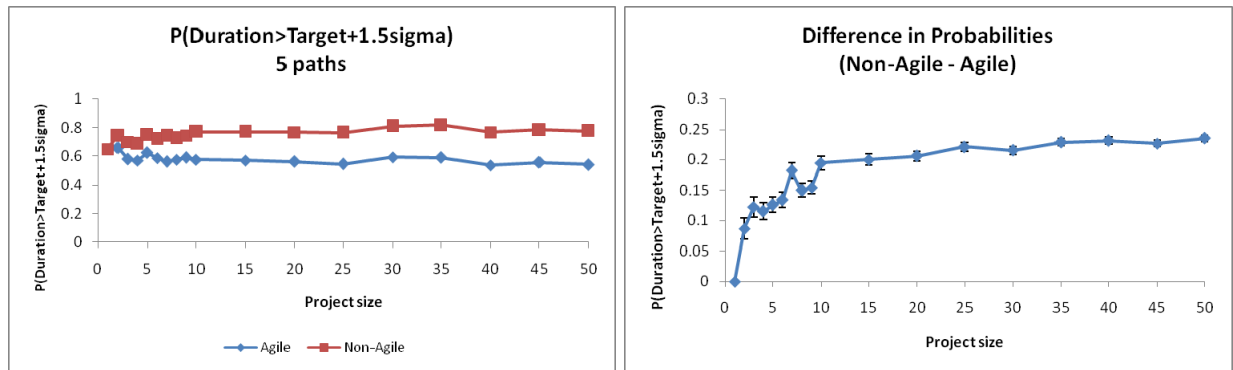 P(Duration>Target+1.5sigma)
5 paths
P(Duration>Target+1.5sigma)
1
0.8
0.6
0.4
0.2
0
0 5 10 15 20 25 30 35 40 45 50
Project size
Agile Non-Agile
Difference in Probabilities
(Non-Agile - Agile)
P(Duration>Target+1.5sigma)
0.3
0.25
0.2
0.15
0.1
0.05
0
0 5 10 15 20 25 30 35 40 45 50
Project size